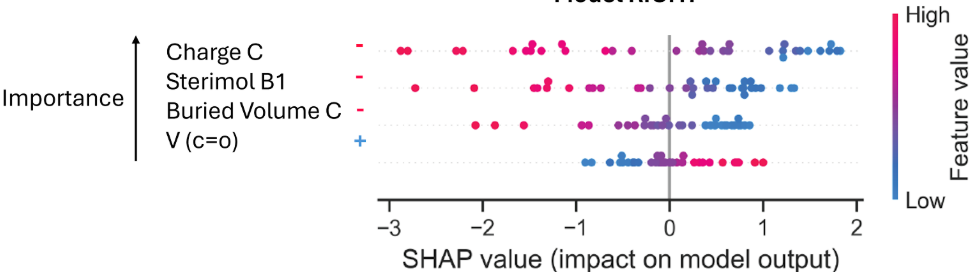 High
Charge C -
Sterimol B1 -
Importance
Buried Volume C -
V (c=o) +
Feature value
Low
−3 −2 −1 0 1 2
SHAP value (impact on model output)